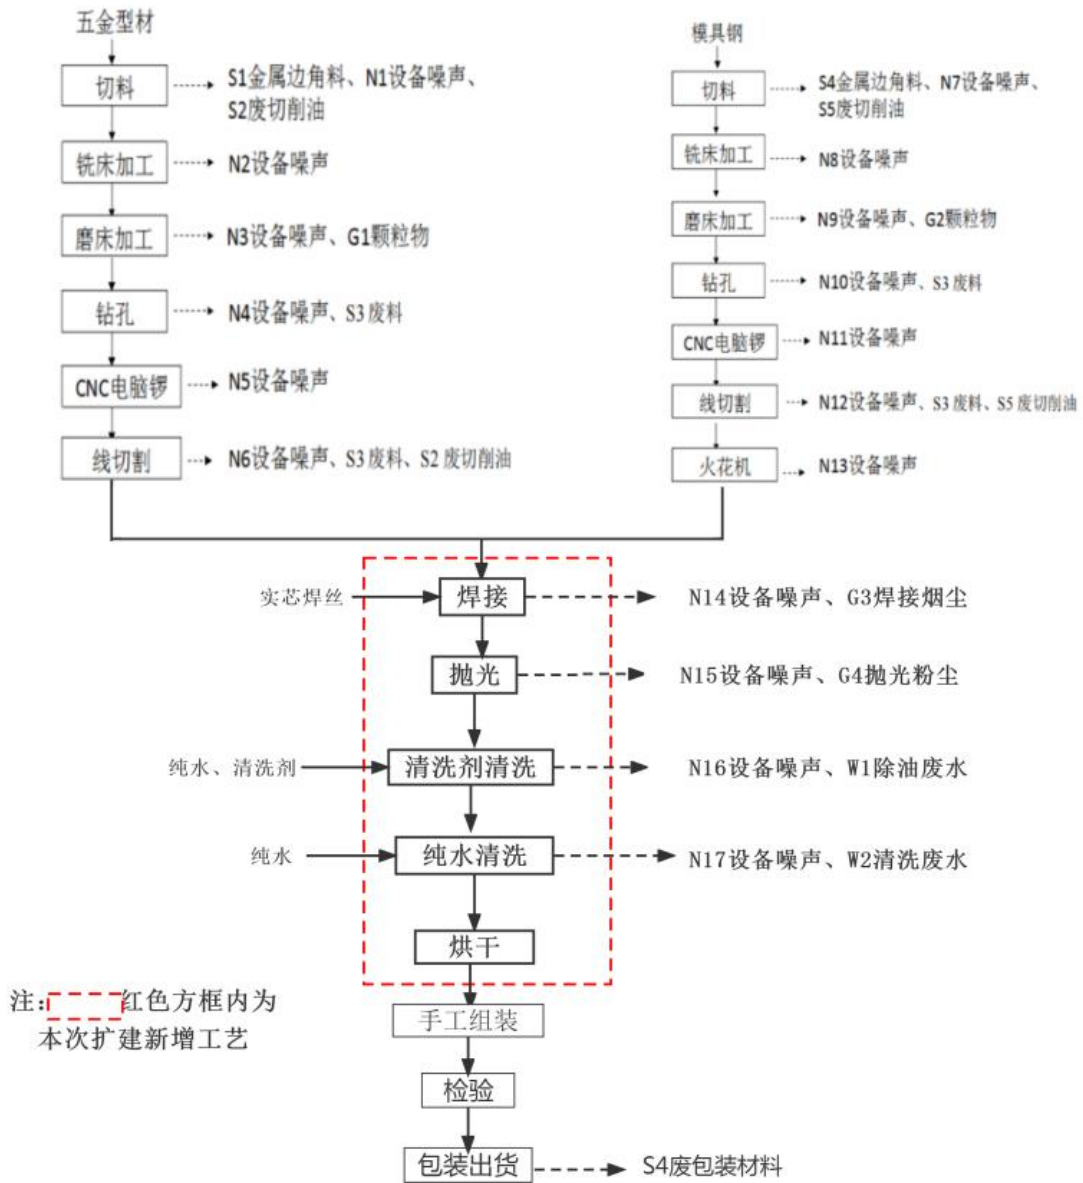 五金型材
切料
S1金属边角料、N1设备噪声、
S2废切削油
铣床加工
N2设备噪声
磨床加工
N3设备噪声、G1颗粒物
钻孔
N4设备噪声、S3废料
CNC电脑锣
N5设备噪声
线切割
N6设备噪声、S3废料、S2废切削油
模具钢
切料
S4金属边角料、N7设备噪声、
S5废切削油
铣床加工
N8设备噪声
磨床加工
N9设备噪声、G2颗粒物
钻孔
N10设备噪声、S3废料
CNC电脑锣
N11设备噪声
线切割
N12设备噪声、S3废料、S5废切削油
火花机
N13设备噪声
实芯焊丝
焊接
N14设备噪声、G3焊接烟尘
抛光
N15设备噪声、G4抛光粉尘
纯水、清洗剂
清洗剂清洗
N16设备噪声、W1除油废水
纯水
纯水清洗
N17设备噪声、W2清洗废水
烘干
注:红色方框内为
本次扩建新增工艺
手工组装
检验
包装出货
S4废包装材料